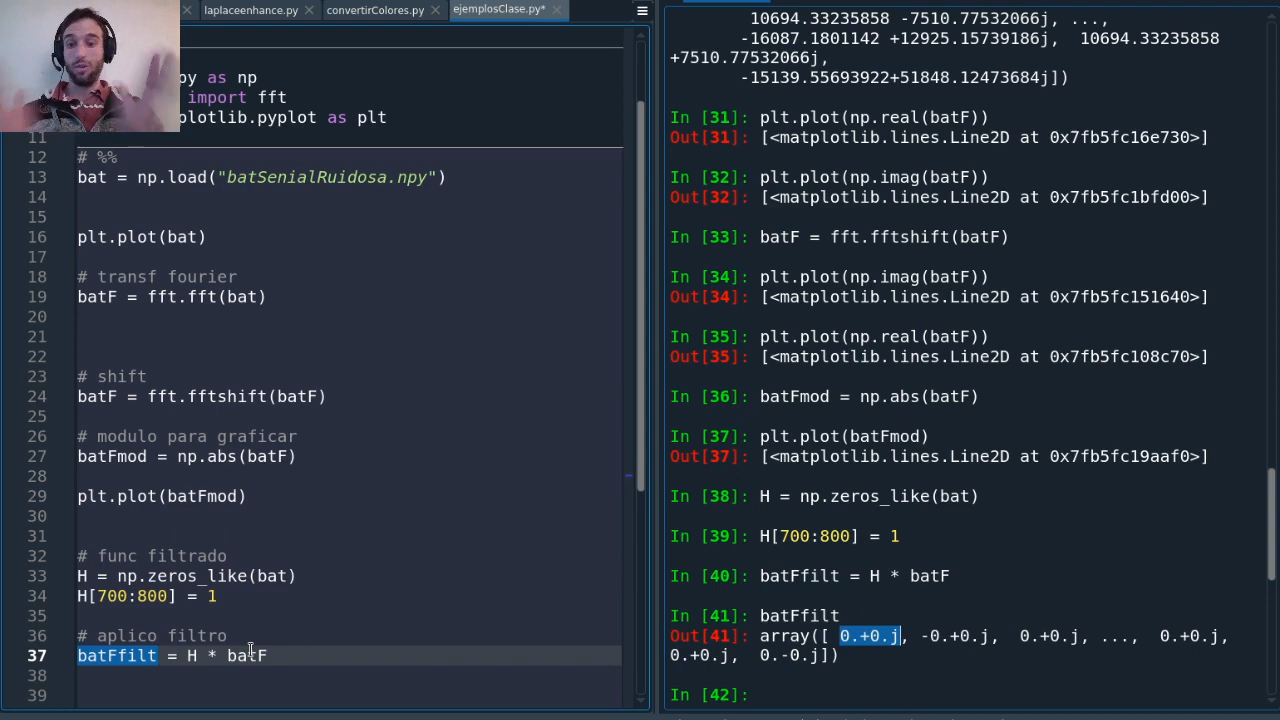 laplaceenhance.py
convertirColores.py
ejemplosClase.py*
py as np
import fft
plotlib.pyplot as plt
11
12 # %%
13 bat = np.load("batSenialRuidosa.npy")
14
15
16 plt.plot(bat)
17
18 # transf fourier
19 batF = fft.fft(bat)
20
21
22
23 # shift
24 batF = fft.fftshift(batF)
25
26 # modulo para graficar
27 batFmod = np.abs(batF)
28
29 plt.plot(batFmod)
30
31
32 # func filtrado
33 H = np.zeros_like(bat)
34 H[700:800] = 1
35
36 # aplico filtro
37 batFfilt = H * batF
38
39
10694.33235858 -7510.77532066j, ...,
-16087.1801142 +12925.15739186j, 10694.33235858
+7510.77532066j,
-15139.55693922+51848.12473684j])
In [31]: plt.plot(np.real(batF))
Out[31]: [<matplotlib.lines.Line2D at 0x7fb5fc16e730>]
In [32]: plt.plot(np.imag(batF))
Out[32]: [<matplotlib.lines.Line2D at 0x7fb5fc1bfd00>]
In [33]: batF = fft.fftshift(batF)
In [34]: plt.plot(np.imag(batF))
Out[34]: [<matplotlib.lines.Line2D at 0x7fb5fc151640>]
In [35]: plt.plot(np.real(batF))
Out[35]: [<matplotlib.lines.Line2D at 0x7fb5fc108c70>]
In [36]: batFmod = np.abs(batF)
In [37]: plt.plot(batFmod)
Out[37]: [<matplotlib.lines.Line2D at 0x7fb5fc19aaf0>]
In [38]: H = np.zeros_like(bat)
In [39]: H[700:800] = 1
In [40]: batFfilt = H * batF
In [41]: batFfilt
Out[41]: array([ 0.+0.j, -0.+0.j, 0.+0.j, ..., 0.+0.j,
0.+0.j, 0.-0.j])
In [42]: